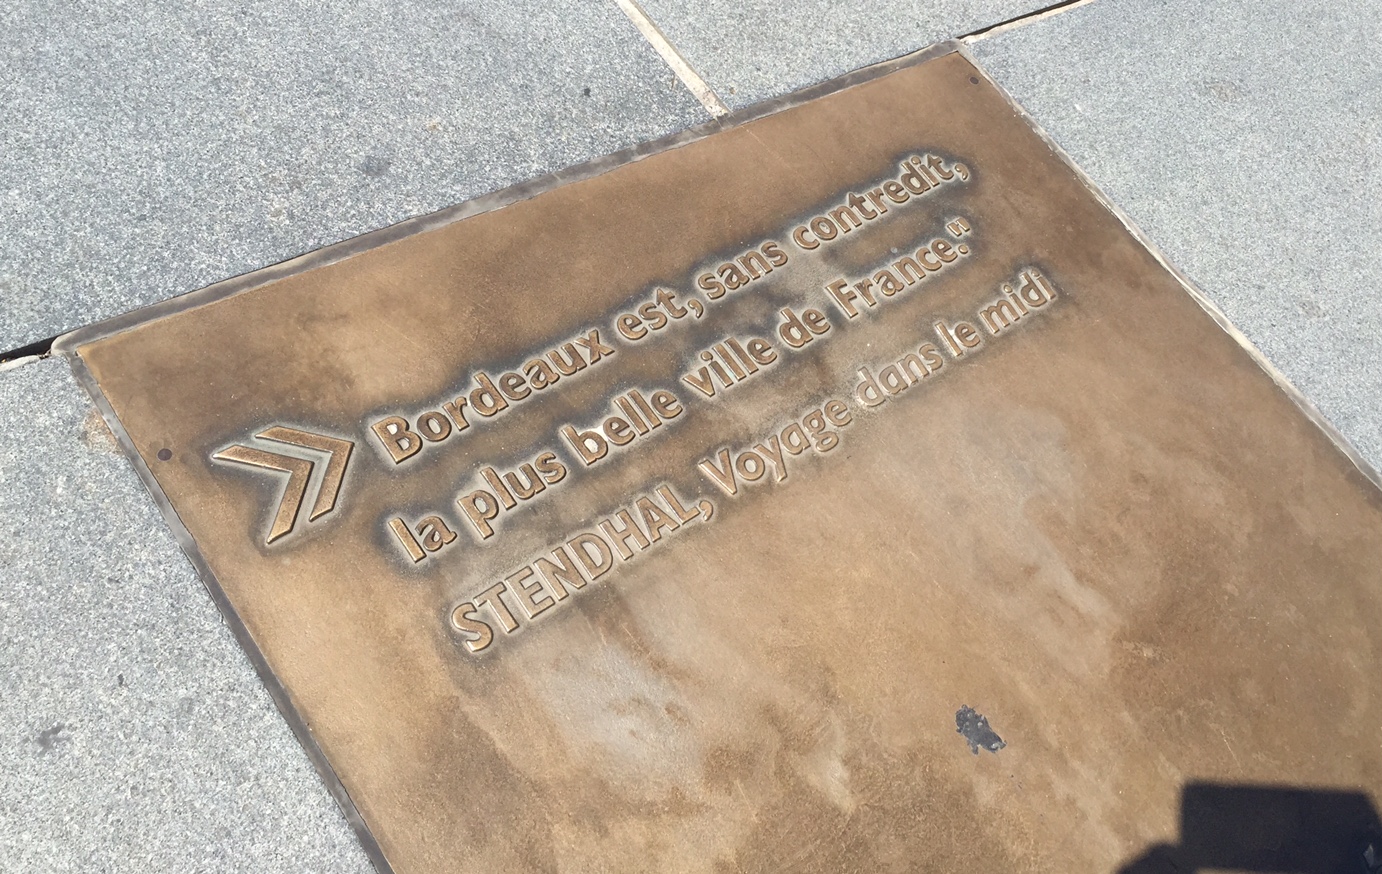 Bordeaux est, sans contredit,
la plus belle ville de France."
STENDHAL, Voyage dans le midi